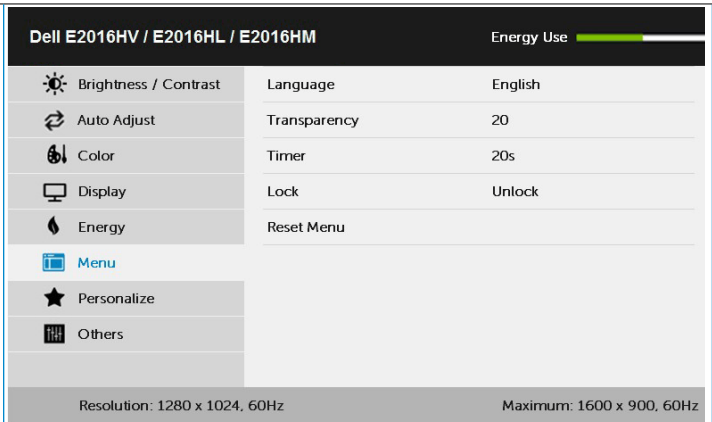 Dell E2016HV / E2016HL / E2016HM Energy Use
Brightness / Contrast Language English
Auto Adjust Transparency 20
Color Timer 20s
Display Lock Unlock
Energy Reset Menu
Menu
Personalize
Others
Resolution: 1280 x 1024, 60Hz Maximum: 1600 x 900, 60Hz